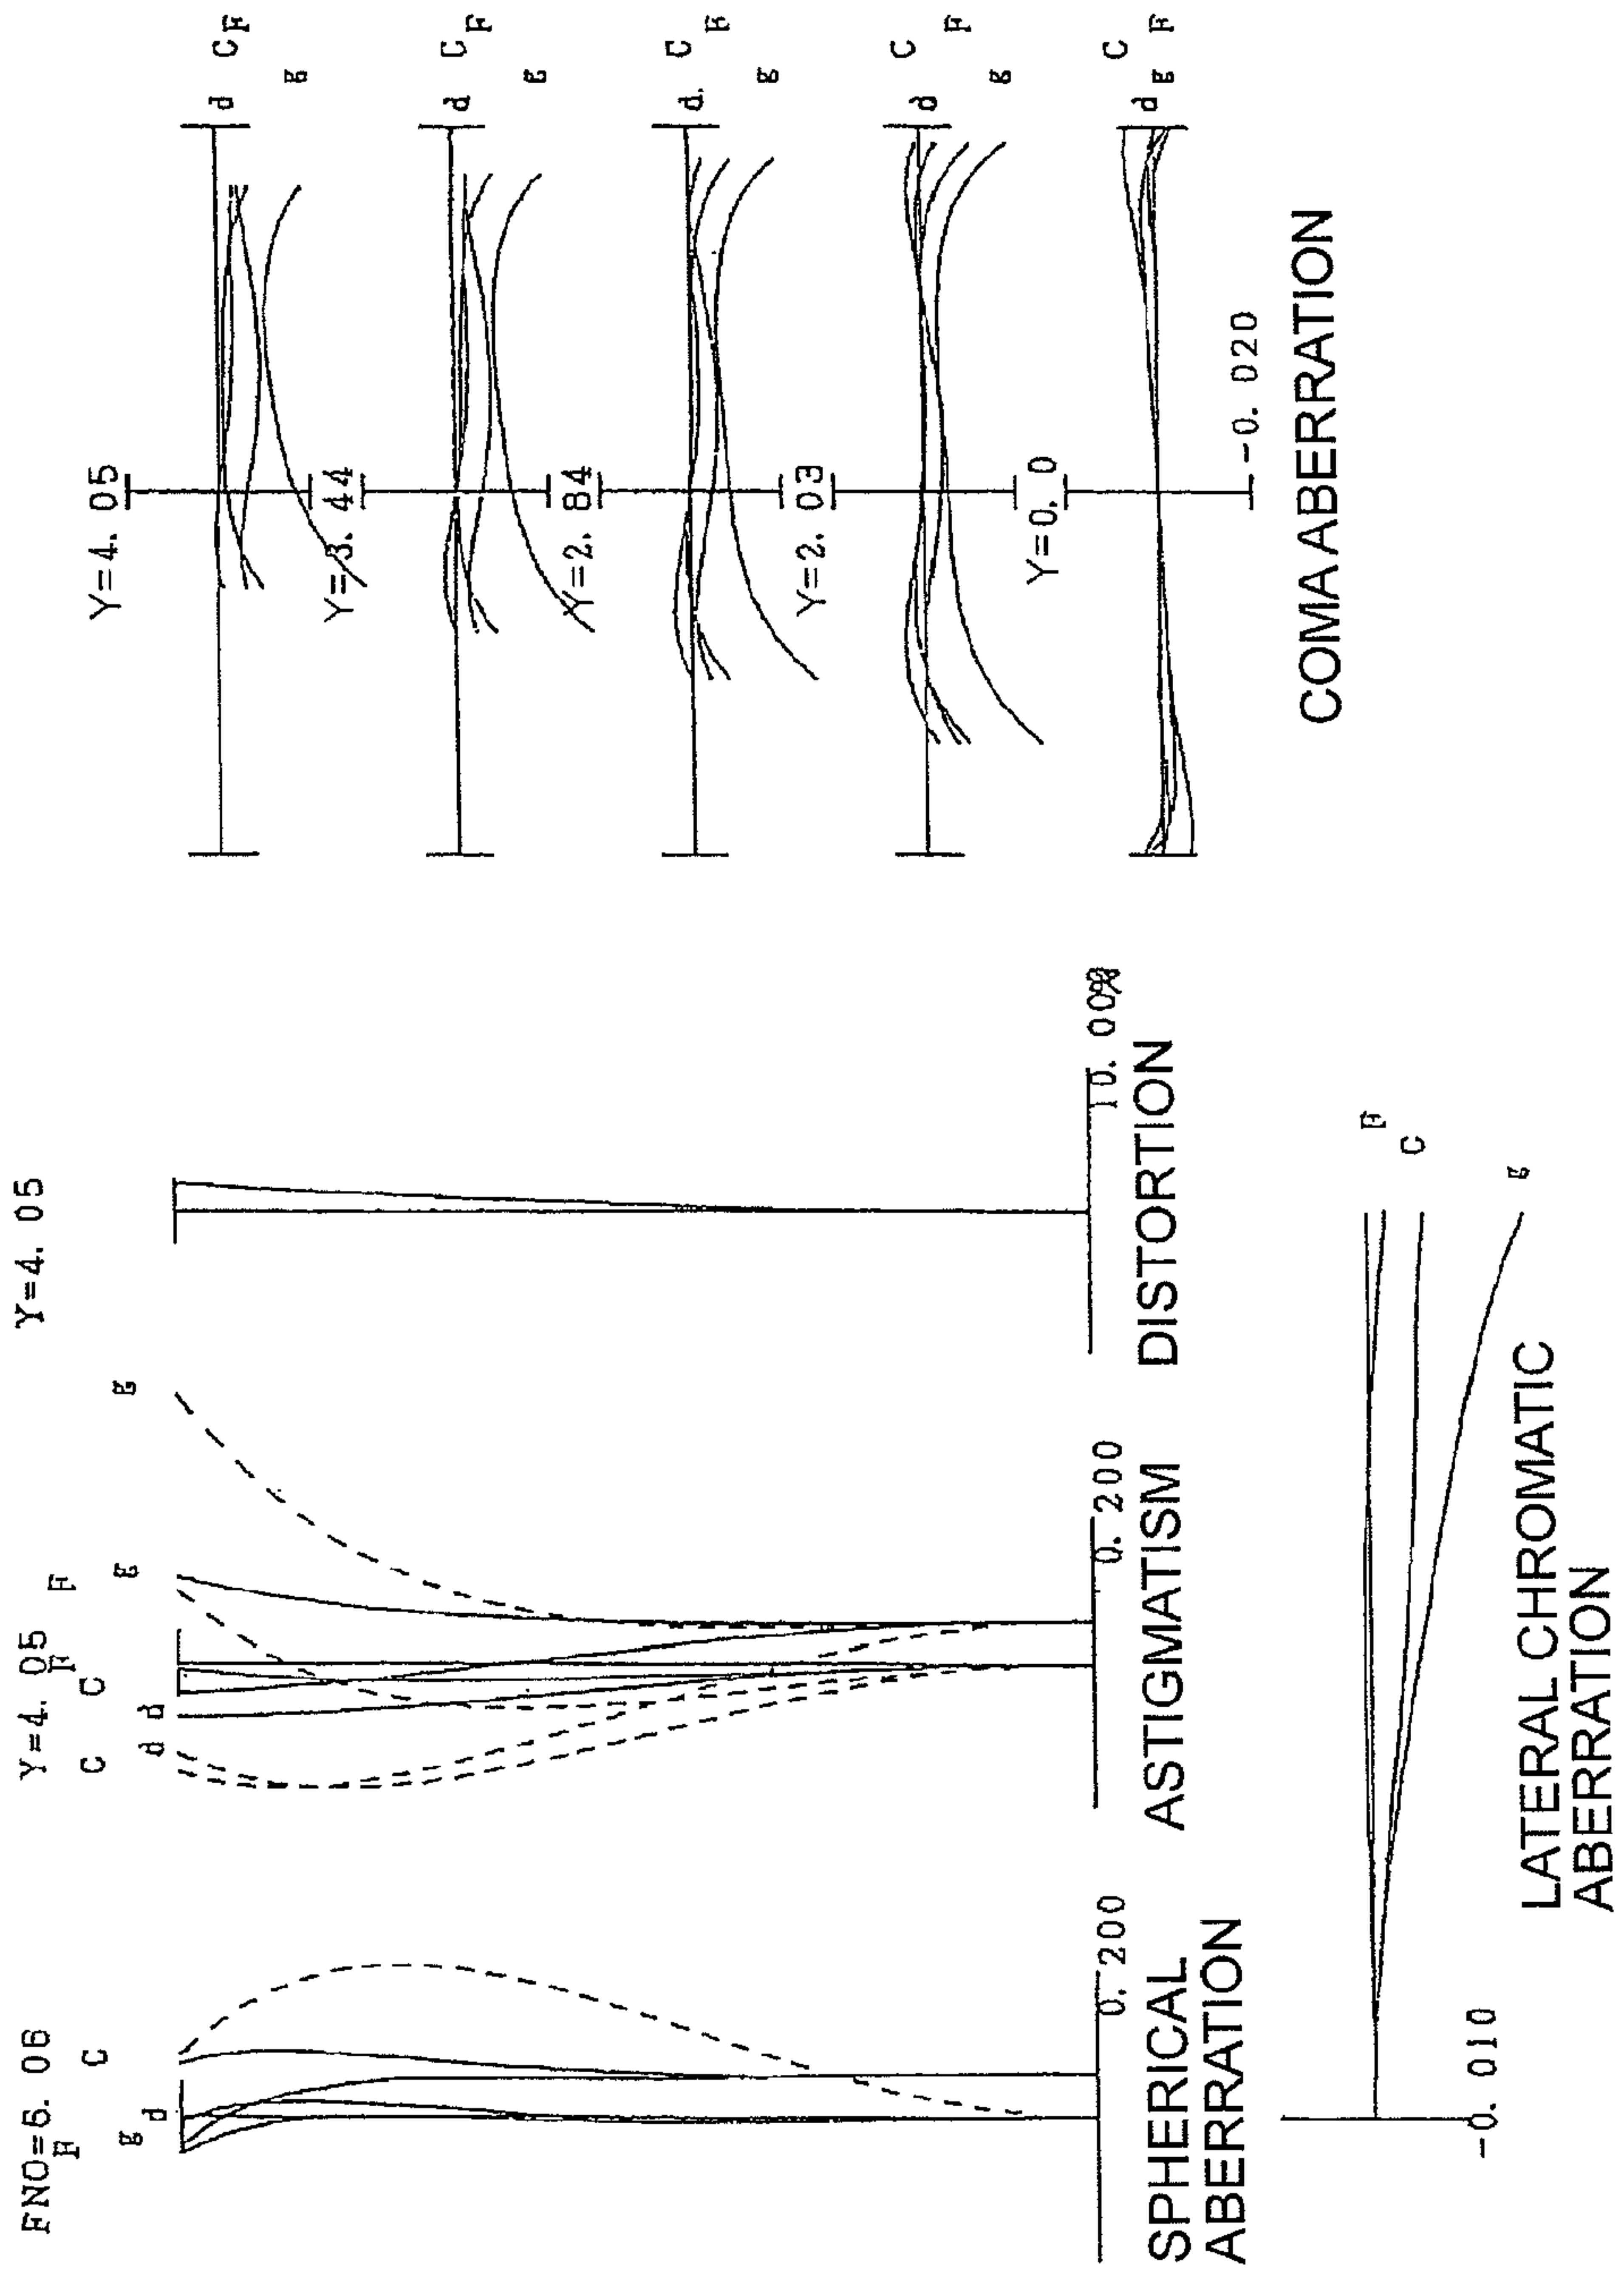 FNO=6. 06
F
C
g d
0. 200
SPHERICAL
ABERRATION
Y=4. 05
F F
C C
d d g g
0. 200
ASTIGMATISM
Y=4. 05
10. 00%
DISTORTION
F
C
g
-0. 010
LATERAL CHROMATIC
ABERRATION
Y=4. 05
d C F
g
Y=3. 44
d C F
g
Y=2. 84
d C F
g
Y=2. 03
d C
g F
Y=0. 0
d C
g F
-0. 020
COMA ABERRATION